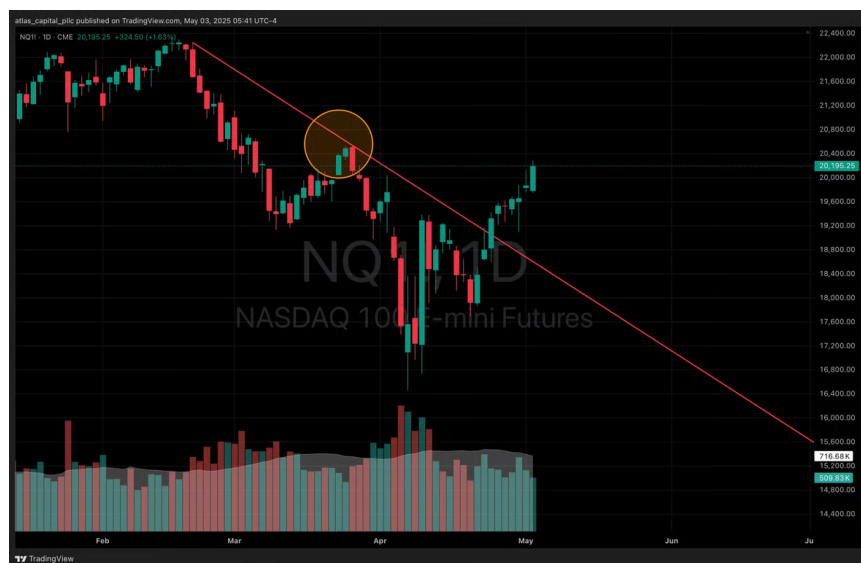 atlas_capital_pllc published on TradingView.com, May 03, 2025 05:41 UTC-4
NQ1! · 1D · CME 20,195.25 +324.50 (+1.63%)
22,400.00
22,000.00
21,600.00
21,200.00
20,800.00
20,400.00
20,195.25
20,000.00
19,600.00
19,200.00
18,800.00
18,400.00
18,000.00
17,600.00
17,200.00
16,800.00
16,400.00
16,000.00
15,600.00
716.68K
15,200.00
509.83K
14,800.00
14,400.00
NQ1!, 1D
NASDAQ 100 E-mini Futures
Feb Mar Apr May Jun Ju
TradingView